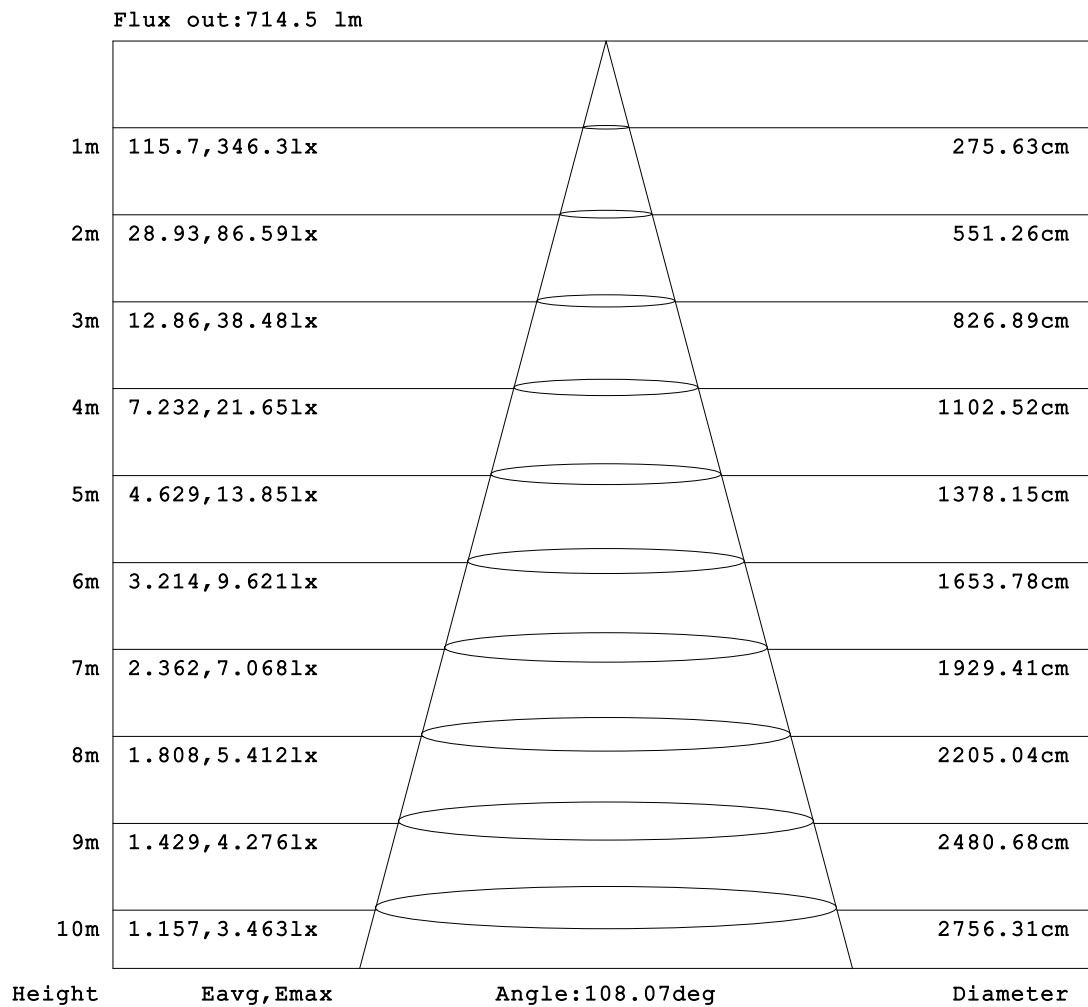 Flux out:714.5 lm
1m 115.7,346.3lx 275.63cm
2m 28.93,86.59lx 551.26cm
3m 12.86,38.48lx 826.89cm
4m 7.232,21.65lx 1102.52cm
5m 4.629,13.85lx 1378.15cm
6m 3.214,9.621lx 1653.78cm
7m 2.362,7.068lx 1929.41cm
8m 1.808,5.412lx 2205.04cm
9m 1.429,4.276lx 2480.68cm
10m 1.157,3.463lx 2756.31cm
Height Eavg,Emax Angle:108.07deg Diameter